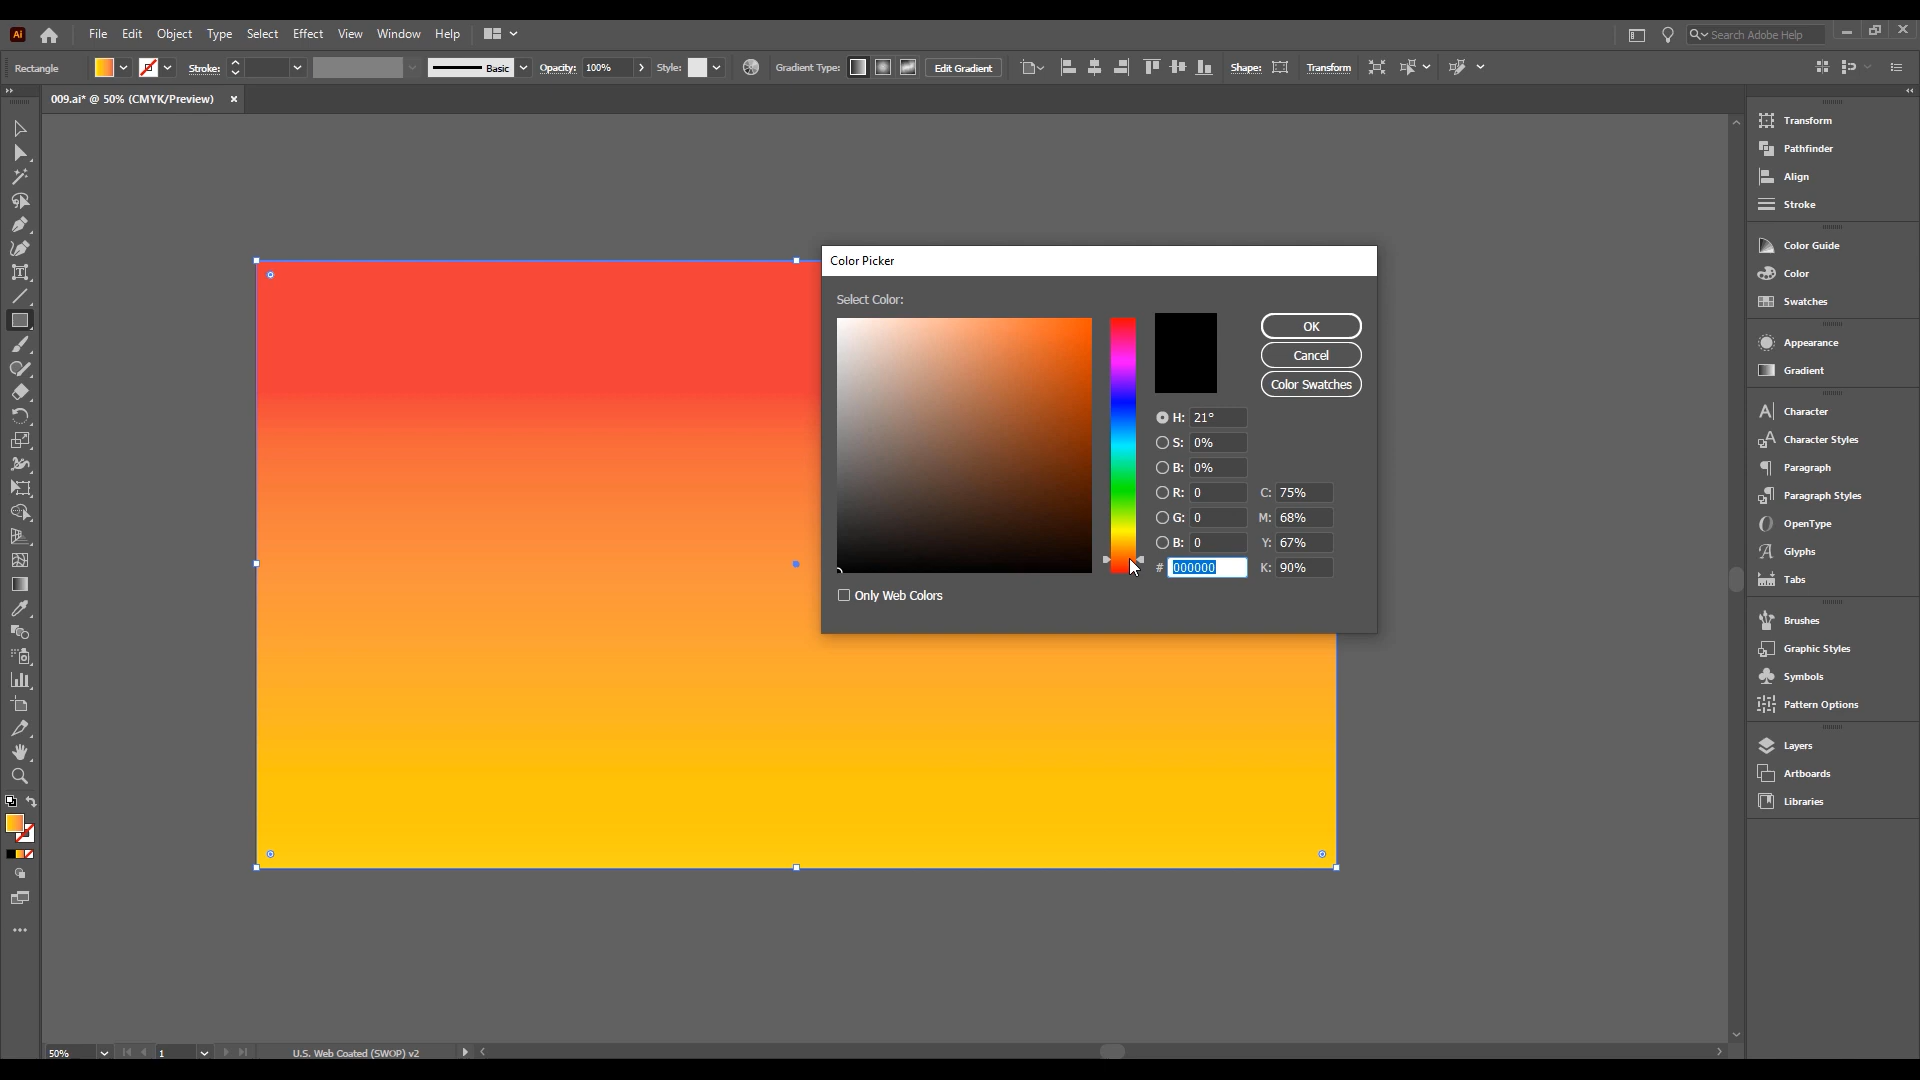 Ai File Edit Object Type Select Effect View Window Help Search Adobe Help
Rectangle Stroke: Basic Opacity: 100% Style: Gradient Type: Edit Gradient Shape: Transform
009.ai* @ 50% (CMYK/Preview)
Color Picker
Select Color:
OK
Cancel
Color Swatches
H: 21°
S: 0%
B: 0%
R: 0 C: 75%
G: 0 M: 68%
B: 0 Y: 67%
# 000000 K: 90%
Only Web Colors
Transform
Pathfinder
Align
Stroke
Color Guide
Color
Swatches
Appearance
Gradient
Character
Character Styles
Paragraph
Paragraph Styles
OpenType
Glyphs
Tabs
Brushes
Graphic Styles
Symbols
Pattern Options
Layers
Artboards
Libraries
50% 1 U.S. Web Coated (SWOP) v2